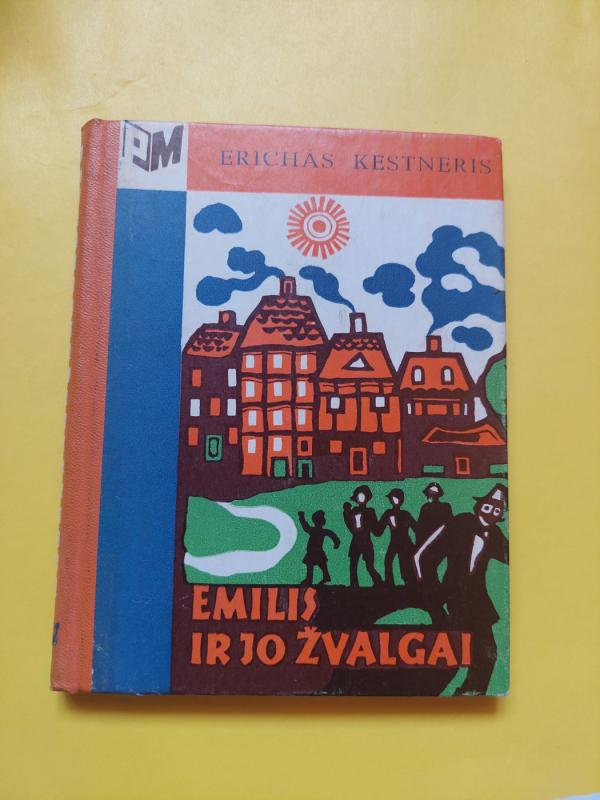 PM
ERICHAS KESTNERIS
EMILIS
IR JO ŽVALGAI